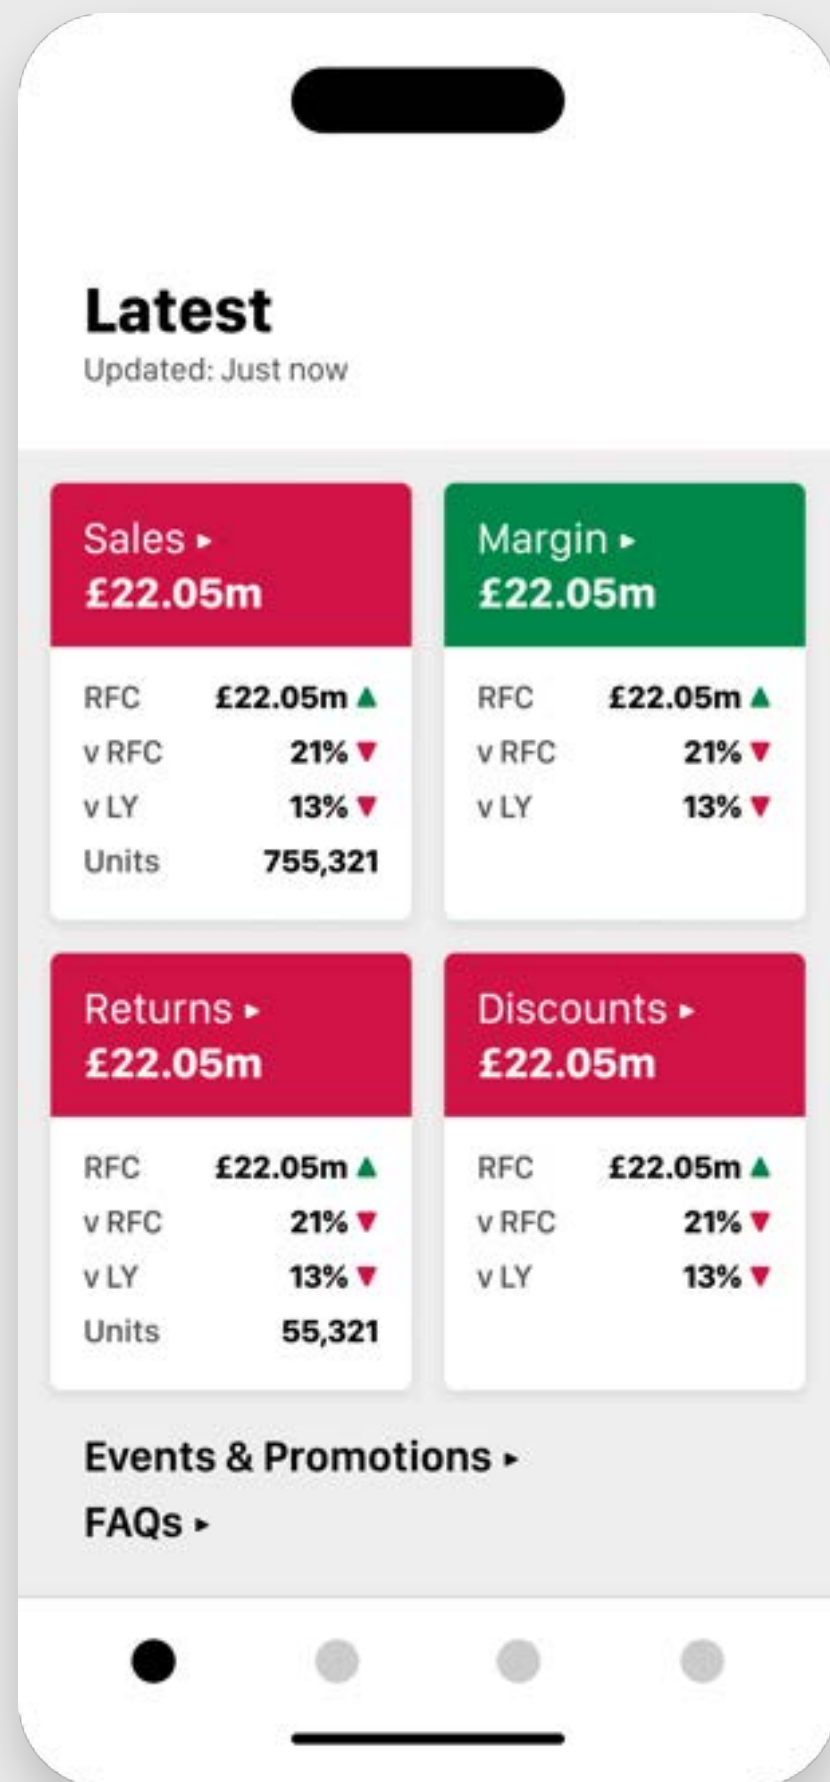 Latest
Updated: Just now
Sales ▸
£22.05m
RFC £22.05m ▲
v RFC 21% ▼
v LY 13% ▼
Units 755,321
Margin ▸
£22.05m
RFC £22.05m ▲
v RFC 21% ▼
v LY 13% ▼
Returns ▸
£22.05m
RFC £22.05m ▲
v RFC 21% ▼
v LY 13% ▼
Units 55,321
Discounts ▸
£22.05m
RFC £22.05m ▲
v RFC 21% ▼
v LY 13% ▼
Events & Promotions ▸
FAQs ▸